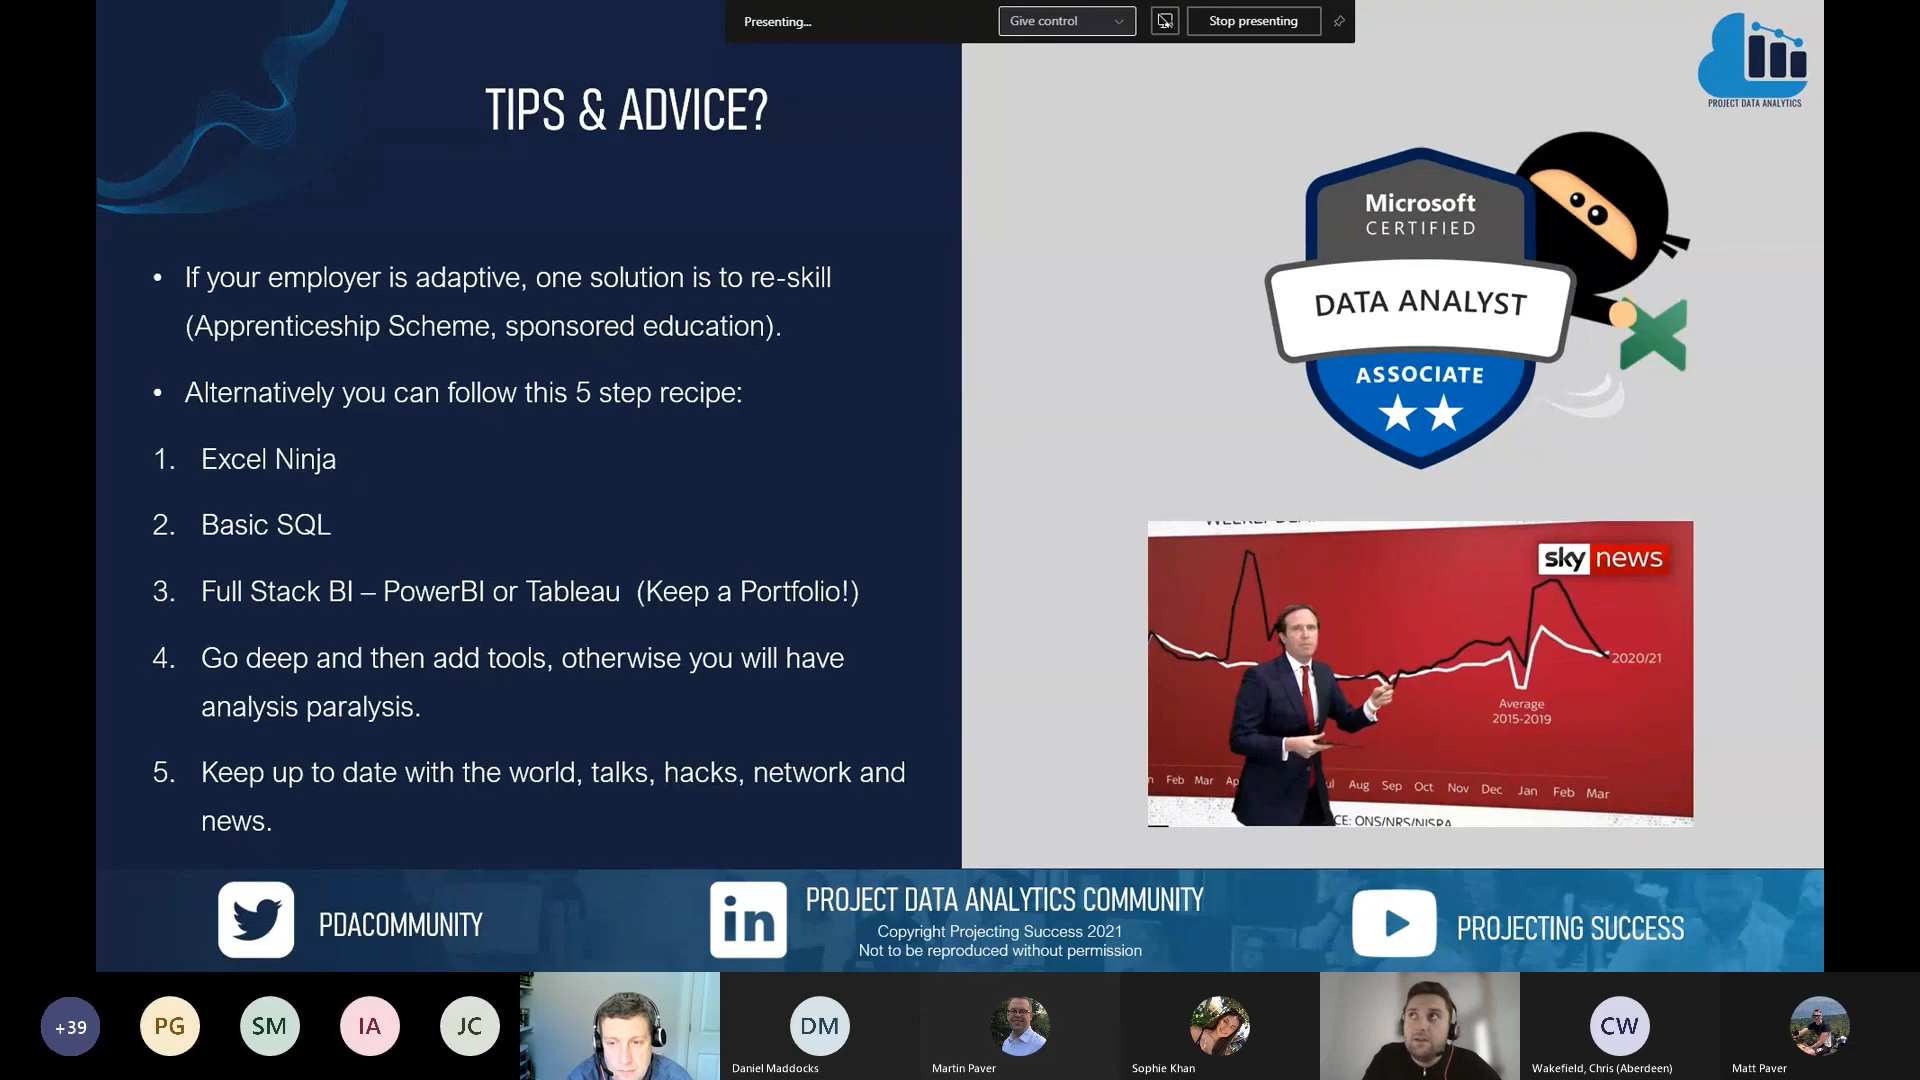 Presenting...
Give control
Stop presenting
PROJECT DATA ANALYTICS
TIPS & ADVICE?
• If your employer is adaptive, one solution is to re-skill
(Apprenticeship Scheme, sponsored education).
• Alternatively you can follow this 5 step recipe:
1. Excel Ninja
2. Basic SQL
3. Full Stack BI – PowerBI or Tableau (Keep a Portfolio!)
4. Go deep and then add tools, otherwise you will have
analysis paralysis.
5. Keep up to date with the world, talks, hacks, network and
news.
Microsoft
CERTIFIED
DATA ANALYST
ASSOCIATE
sky news
2020/21
Average
2015-2019
Feb Mar Aug Sep Oct Nov Dec Jan Feb Mar
CE: ONS/NRS/NISRA
PDACOMMUNITY
in
PROJECT DATA ANALYTICS COMMUNITY
Copyright Projecting Success 2021
Not to be reproduced without permission
PROJECTING SUCCESS
+39
PG
SM
IA
JC
DM
Daniel Maddocks
Martin Paver
Sophie Khan
CW
Wakefield, Chris (Aberdeen)
Matt Paver